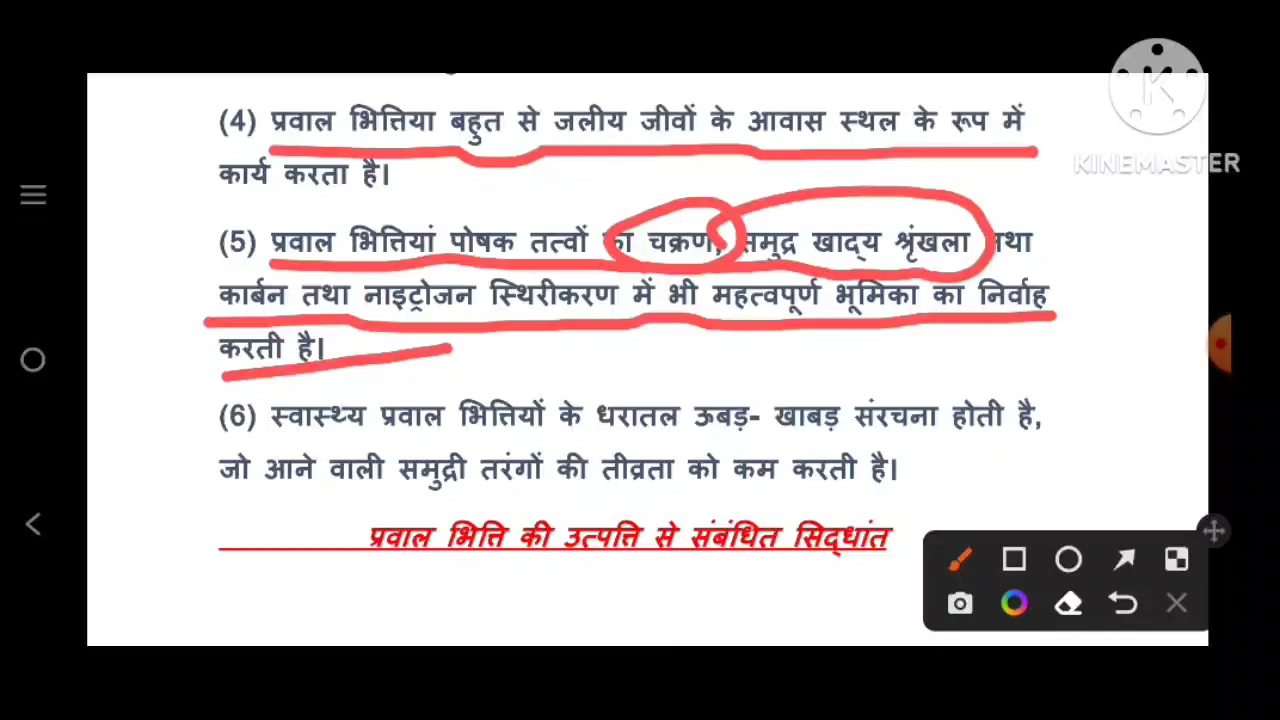 (4) प्रवाल भित्तिया बहुत से जलीय जीवों के आवास स्थल के रूप में
कार्य करता है।
(5) प्रवाल भित्तियां पोषक तत्वों का चक्रण, समुद्र खाद्य श्रृंखला तथा
कार्बन तथा नाइट्रोजन स्थिरीकरण में भी महत्वपूर्ण भूमिका का निर्वाह
करती है।
(6) स्वास्थ्य प्रवाल भित्तियों के धरातल ऊबड़- खाबड़ संरचना होती है,
जो आने वाली समुद्री तरंगों की तीव्रता को कम करती है।
प्रवाल भित्ति की उत्पत्ति से संबंधित सिद्धांत
K
KINEMASTER